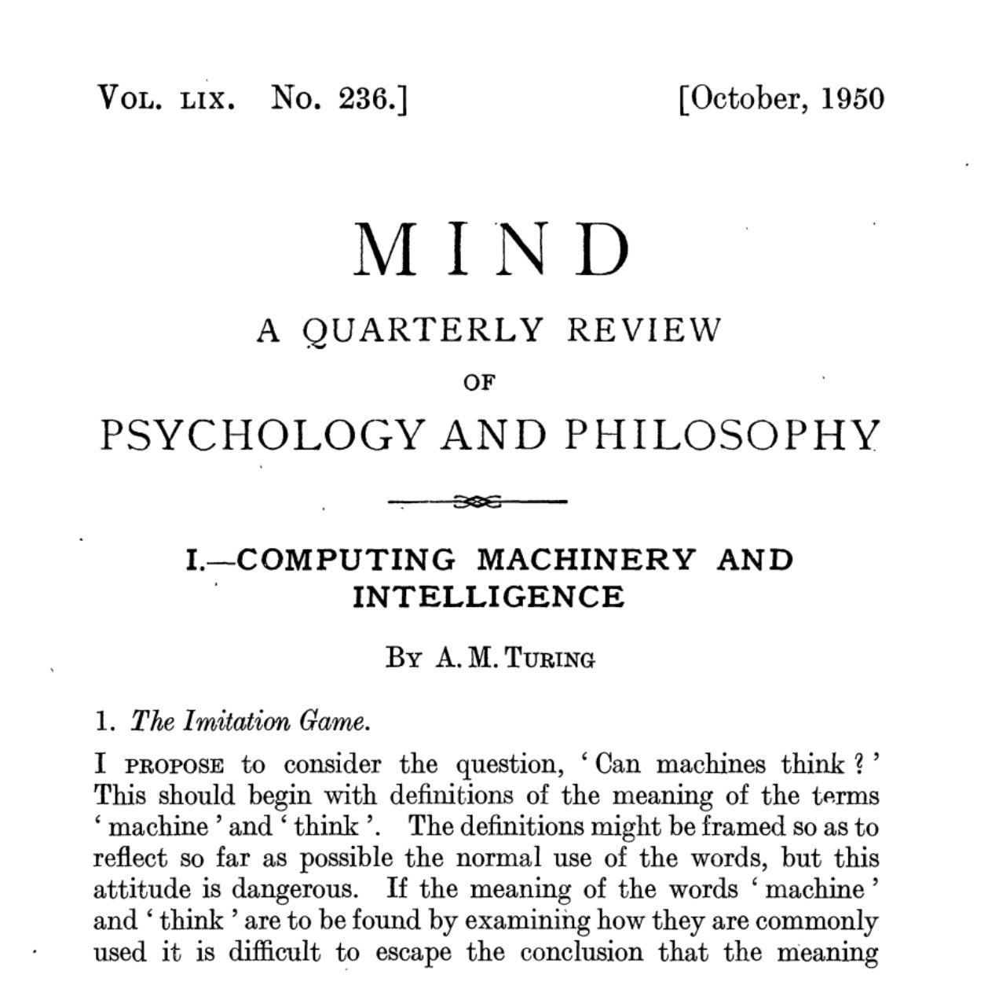 VOL. LIX. No. 236.] [October, 1950
MIND
A QUARTERLY REVIEW
OF
PSYCHOLOGY AND PHILOSOPHY
I.—COMPUTING MACHINERY AND
INTELLIGENCE
BY A. M. TURING
1. The Imitation Game.
I PROPOSE to consider the question, ‘ Can machines think ? ’
This should begin with definitions of the meaning of the terms
‘ machine ’ and ‘ think ’. The definitions might be framed so as to
reflect so far as possible the normal use of the words, but this
attitude is dangerous. If the meaning of the words ‘ machine ’
and ‘ think ’ are to be found by examining how they are commonly
used it is difficult to escape the conclusion that the meaning